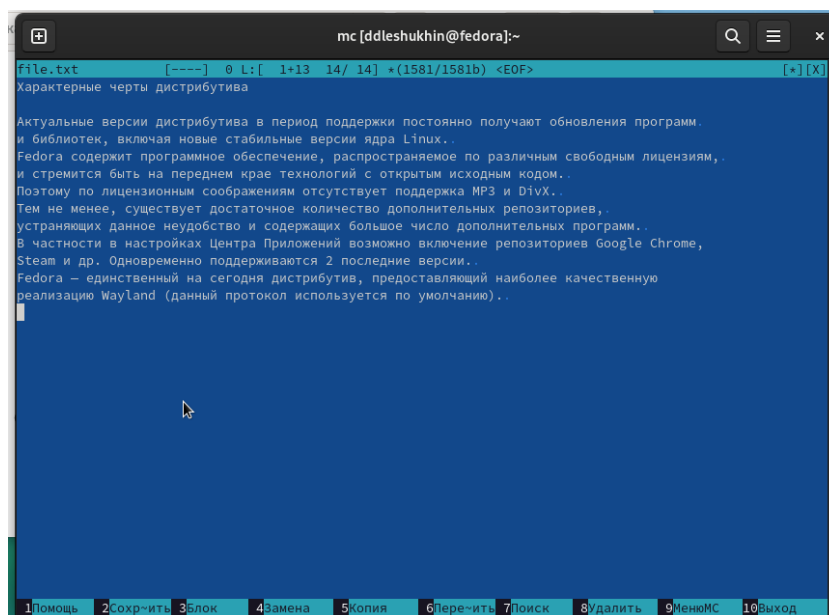 mc [ddleshukhin@fedora]:~
file.txt [----] 0 L:[ 1+13 14/ 14] *(1581/1581b) <EOF> [*][X]
Характерные черты дистрибутива
Актуальные версии дистрибутива в период поддержки постоянно получают обновления программ.
и библиотек, включая новые стабильные версии ядра Linux..
Fedora содержит программное обеспечение, распространяемое по различным свободным лицензиям,.
и стремится быть на переднем крае технологий с открытым исходным кодом..
Поэтому по лицензионным соображениям отсутствует поддержка MP3 и DivX..
Тем не менее, существует достаточное количество дополнительных репозиториев,.
устраняющих данное неудобство и содержащих большое число дополнительных программ..
В частности в настройках Центра Приложений возможно включение репозиториев Google Chrome,
Steam и др. Одновременно поддерживаются 2 последние версии..
Fedora — единственный на сегодня дистрибутив, предоставляющий наиболее качественную
реализацию Wayland (данный протокол используется по умолчанию)..
1Помощь 2Сохр~ить 3Блок 4Замена 5Копия 6Пере~ить 7Поиск 8Удалить 9МенюMC 10Выход